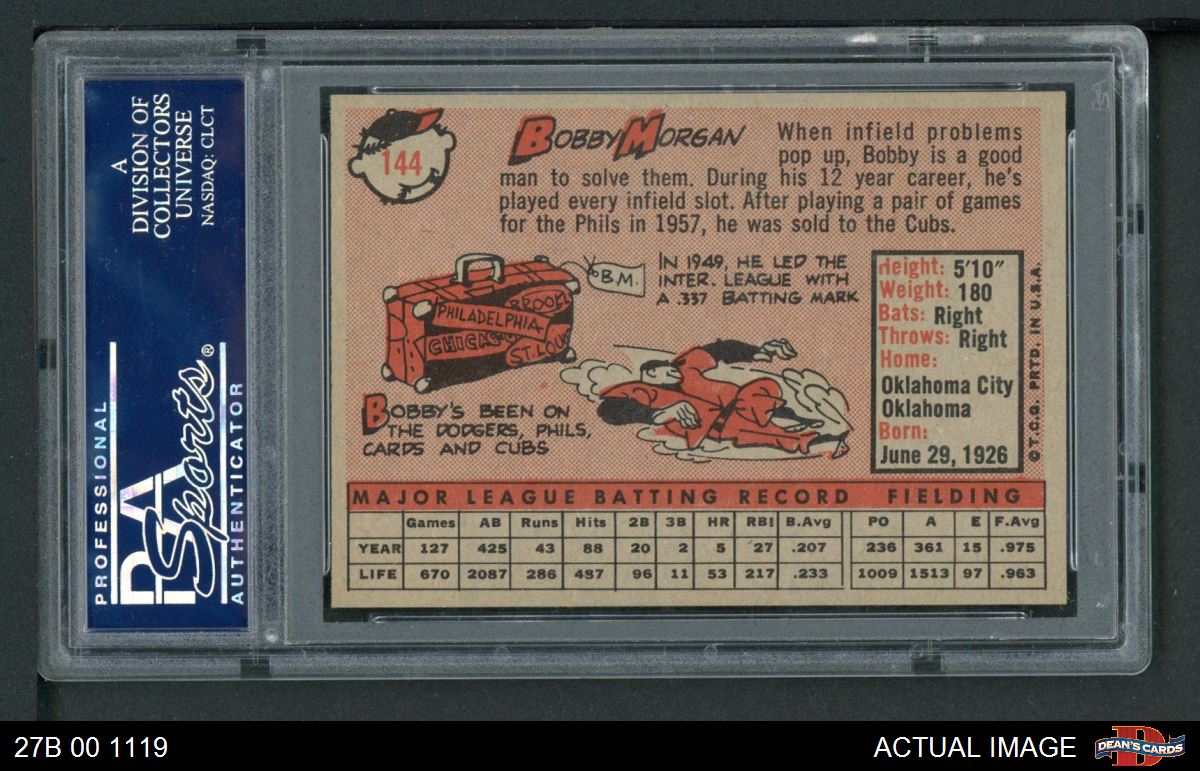 A
DIVISION OF
COLLECTORS
UNIVERSE
NASDAQ: CLCT
PROFESSIONAL
PSA
Sports®
AUTHENTICATOR
144
BOBBY MORGAN
When infield problems
pop up, Bobby is a good
man to solve them. During his 12 year career, he's
played every infield slot. After playing a pair of games
for the Phils in 1957, he was sold to the Cubs.
B.M.
BROOKL
PHILADELPHIA
CHICAGO
ST. LOUI
IN 1949, HE LED THE
INTER. LEAGUE WITH
A .337 BATTING MARK
BOBBY'S BEEN ON
THE DODGERS, PHILS,
CARDS AND CUBS
Height: 5'10"
Weight: 180
Bats: Right
Throws: Right
Home:
Oklahoma City
Oklahoma
Born:
June 29, 1926
© T.C.G. PRTD. IN U.S.A.
MAJOR LEAGUE BATTING RECORD FIELDING
Games AB Runs Hits 2B 3B HR RBI B.Avg PO A E F.Avg
YEAR 127 425 43 88 20 2 5 27 .207 236 361 15 .975
LIFE 670 2087 286 487 96 11 53 217 .233 1009 1513 97 .963
27B 00 1119
ACTUAL IMAGE
D
DEAN'S CARDS